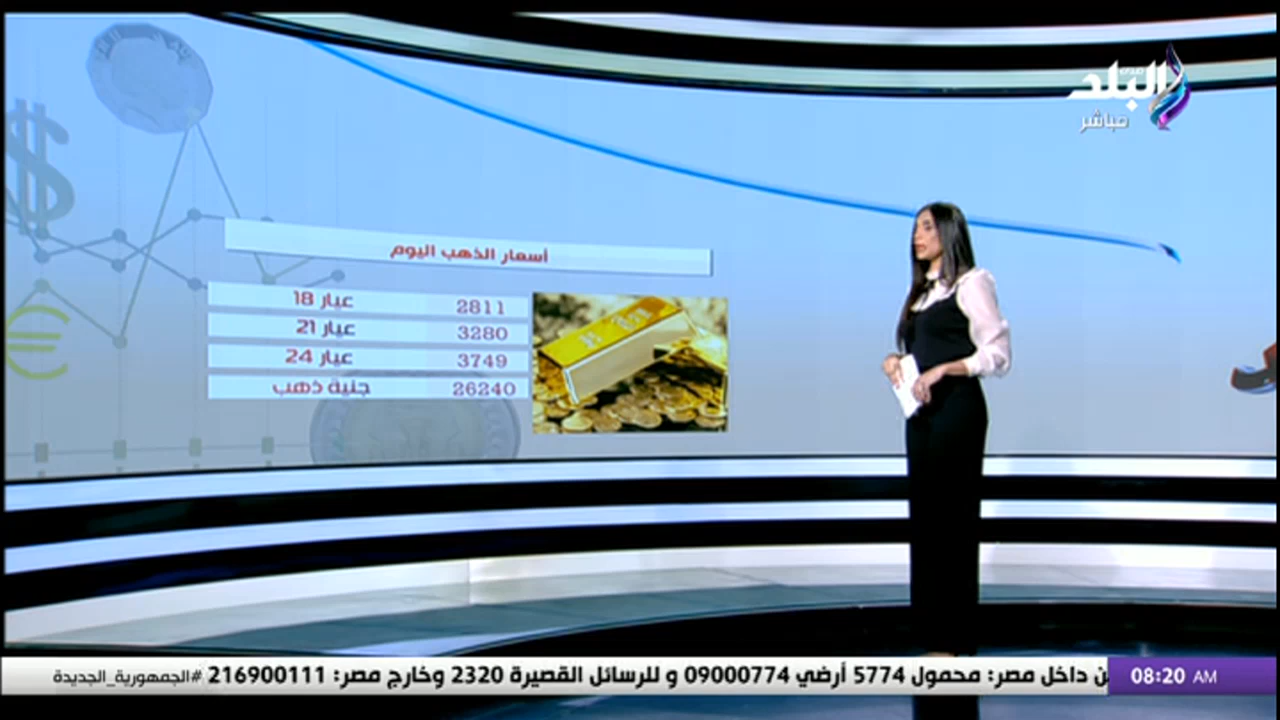 صدى
البلد
مباشر
أسعار الذهب اليوم
عيار 18 2811
عيار 21 3280
عيار 24 3749
جنية ذهب 26240
ن داخل مصر: محمول 5774 أرضي 09000774 و للرسائل القصيرة 2320 وخارج مصر: 216900111 #الجمهورية_الجديدة
08:20 AM